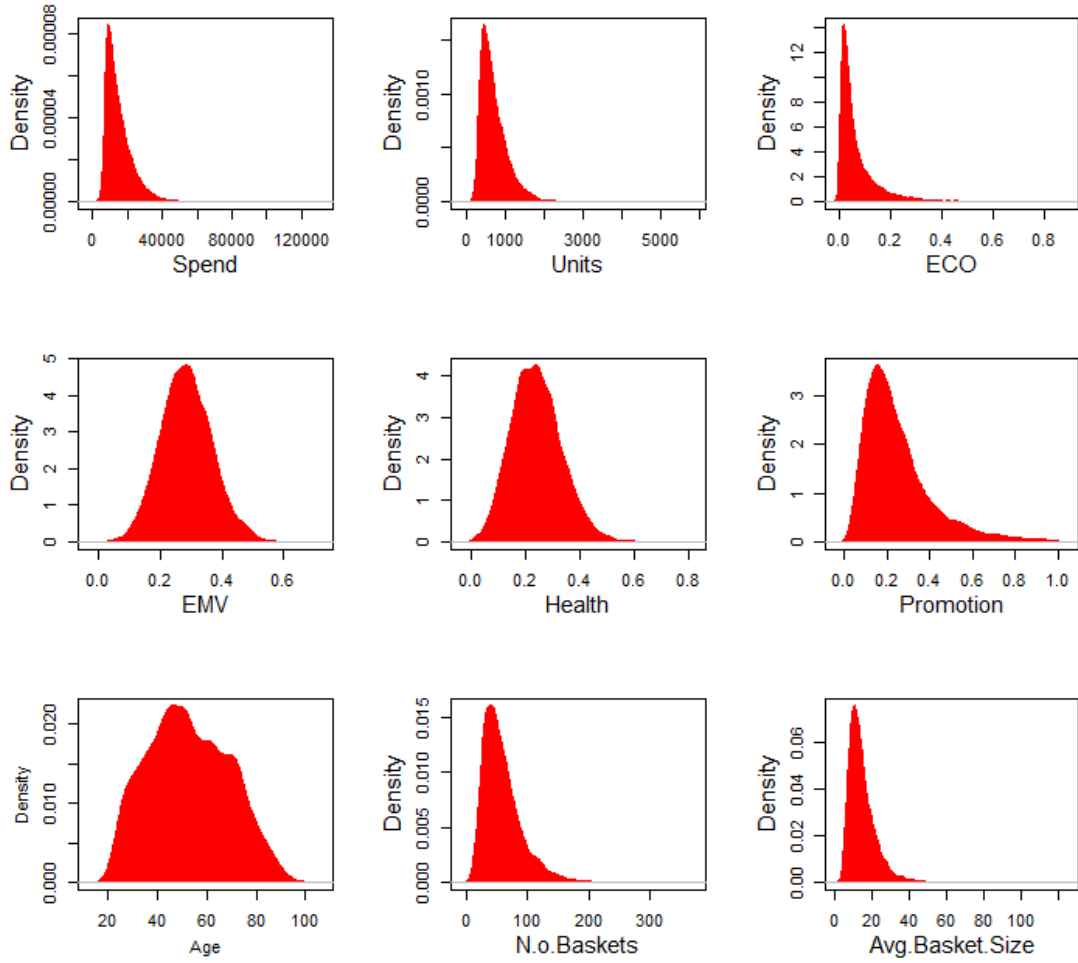 Density
0.00000 0.00004 0.00008
0 40000 80000 120000
Spend
Density
0.0000 0.0010
0 1000 3000 5000
Units
Density
0 2 4 6 8 12
0.0 0.2 0.4 0.6 0.8
ECO
Density
0 1 2 3 4 5
0.0 0.2 0.4 0.6
EMV
Density
0 1 2 3 4
0.0 0.2 0.4 0.6 0.8
Health
Density
0 1 2 3
0.0 0.2 0.4 0.6 0.8 1.0
Promotion
Density
0.000 0.010 0.020
20 40 60 80 100
Age
Density
0.000 0.005 0.010 0.015
0 100 200 300
N.o.Baskets
Density
0.00 0.02 0.04 0.06
0 20 40 60 80 100
Avg.Basket.Size